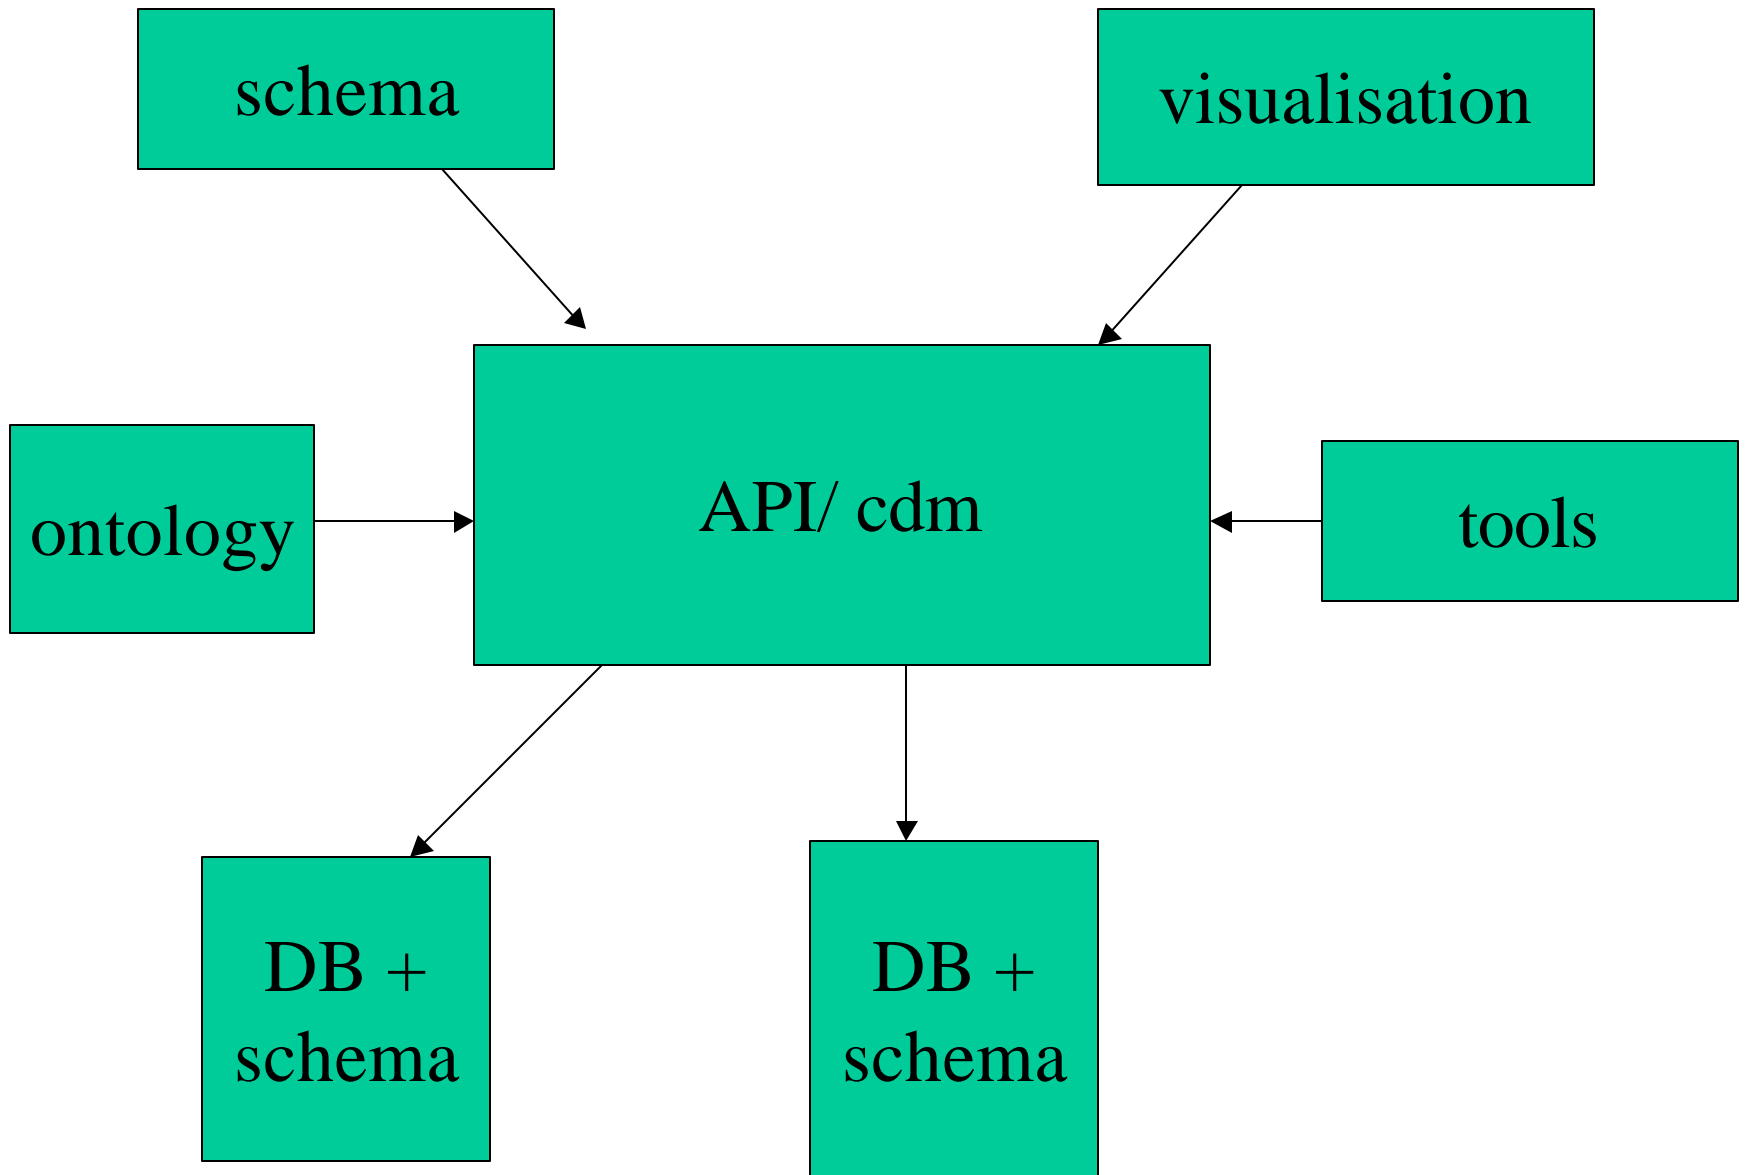 schema
visualisation
ontology
API/ cdm
tools
DB +
schema
DB +
schema